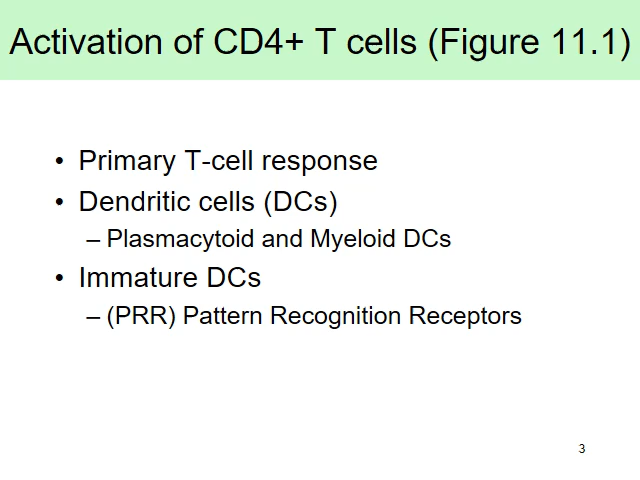 Activation of CD4+ T cells (Figure 11.1)
• Primary T-cell response
• Dendritic cells (DCs)
– Plasmacytoid and Myeloid DCs
• Immature DCs
– (PRR) Pattern Recognition Receptors
3